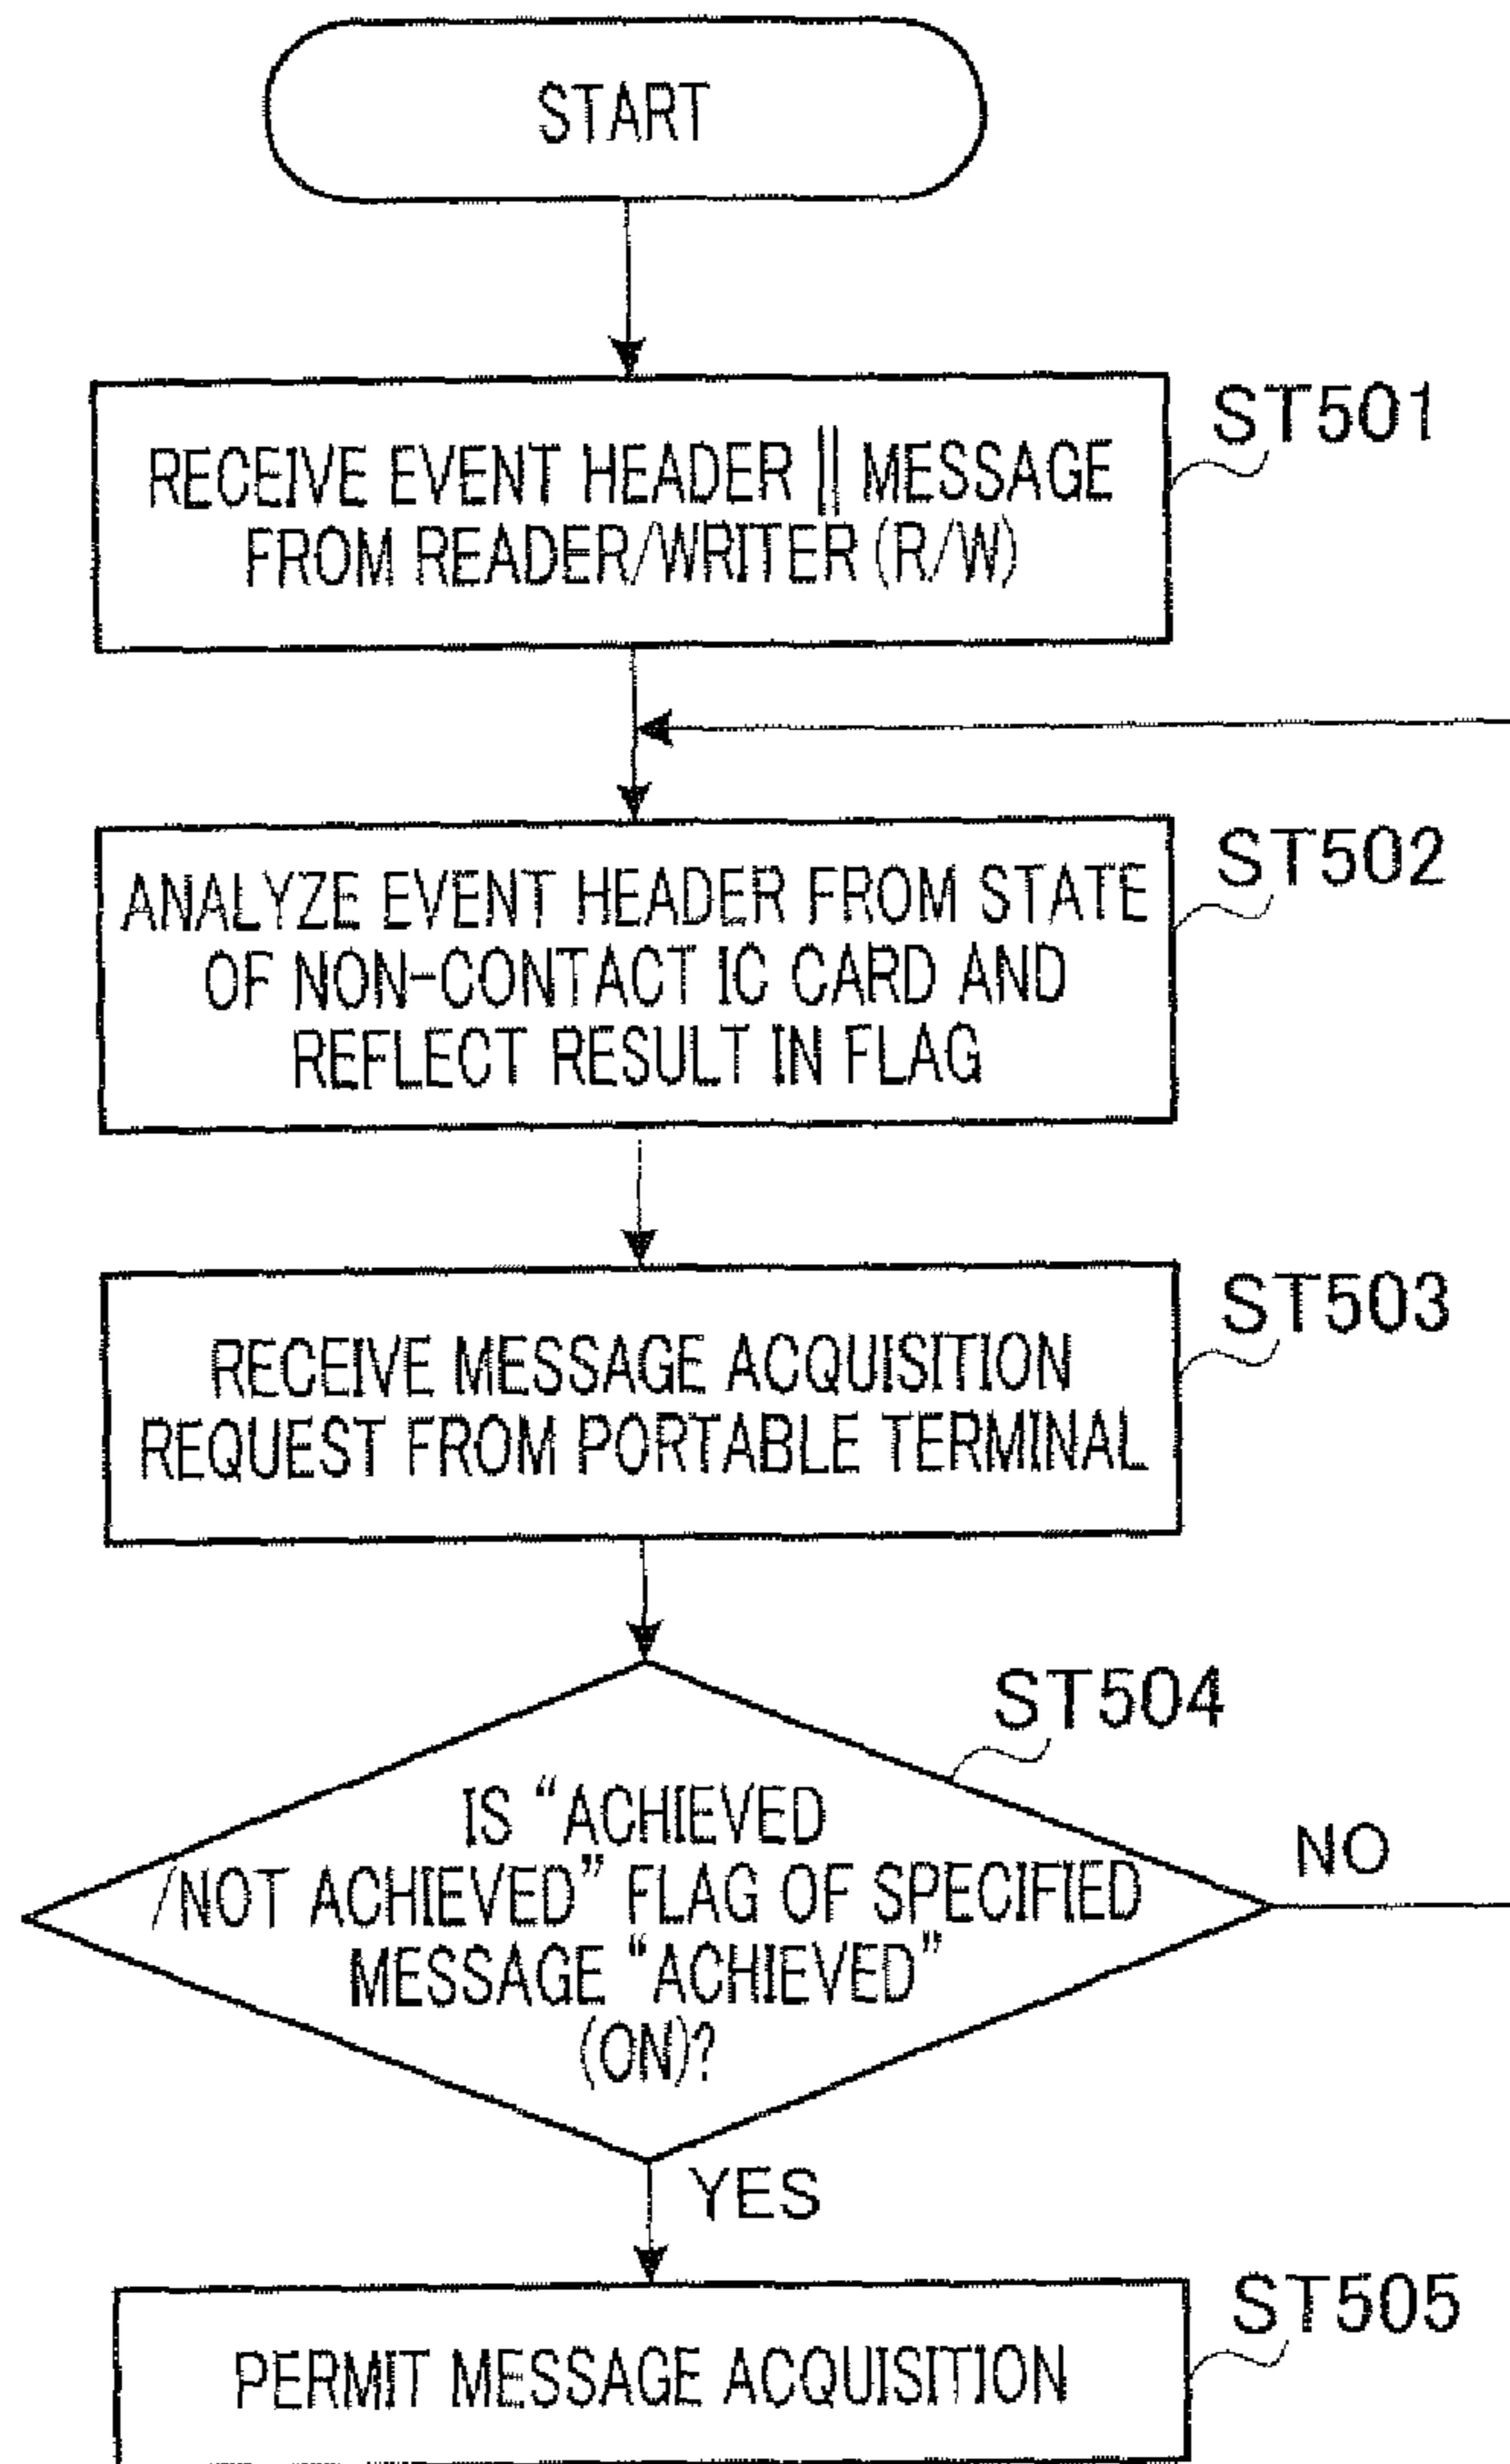 START
ST501
RECEIVE EVENT HEADER || MESSAGE
FROM READER/WRITER (R/W)
ST502
ANALYZE EVENT HEADER FROM STATE
OF NON-CONTACT IC CARD AND
REFLECT RESULT IN FLAG
ST503
RECEIVE MESSAGE ACQUISITION
REQUEST FROM PORTABLE TERMINAL
ST504
IS “ACHIEVED
/NOT ACHIEVED” FLAG OF SPECIFIED
MESSAGE “ACHIEVED”
(ON)?
NO
YES
ST505
PERMIT MESSAGE ACQUISITION